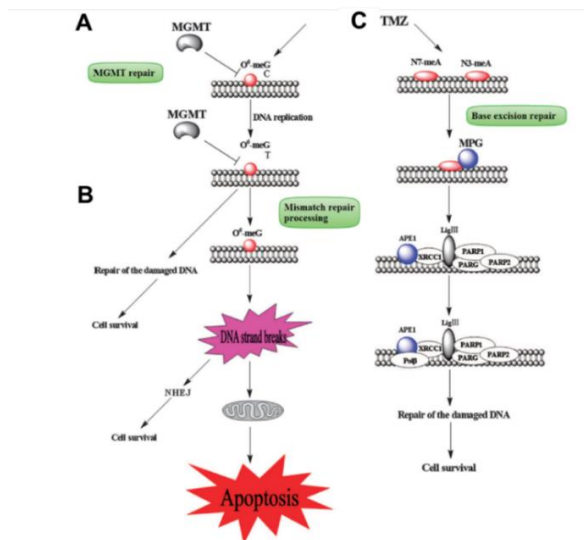 A
MGMT
MGMT repair
O⁶-meG
C
DNA replication
MGMT
O⁶-meG
T
B
Mismatch repair
processing
O⁶-meG
Repair of the damaged DNA
Cell survival
DNA strand breaks
NHEJ
Cell survival
Apoptosis
C
TMZ
N7-meA
N3-meA
Base excision repair
MPG
LigIII
APE1
XRCC1
PARP1
PARG
PARP2
LigIII
APE1
XRCC1
PARP1
Polβ
PARG
PARP2
Repair of the damaged DNA
Cell survival